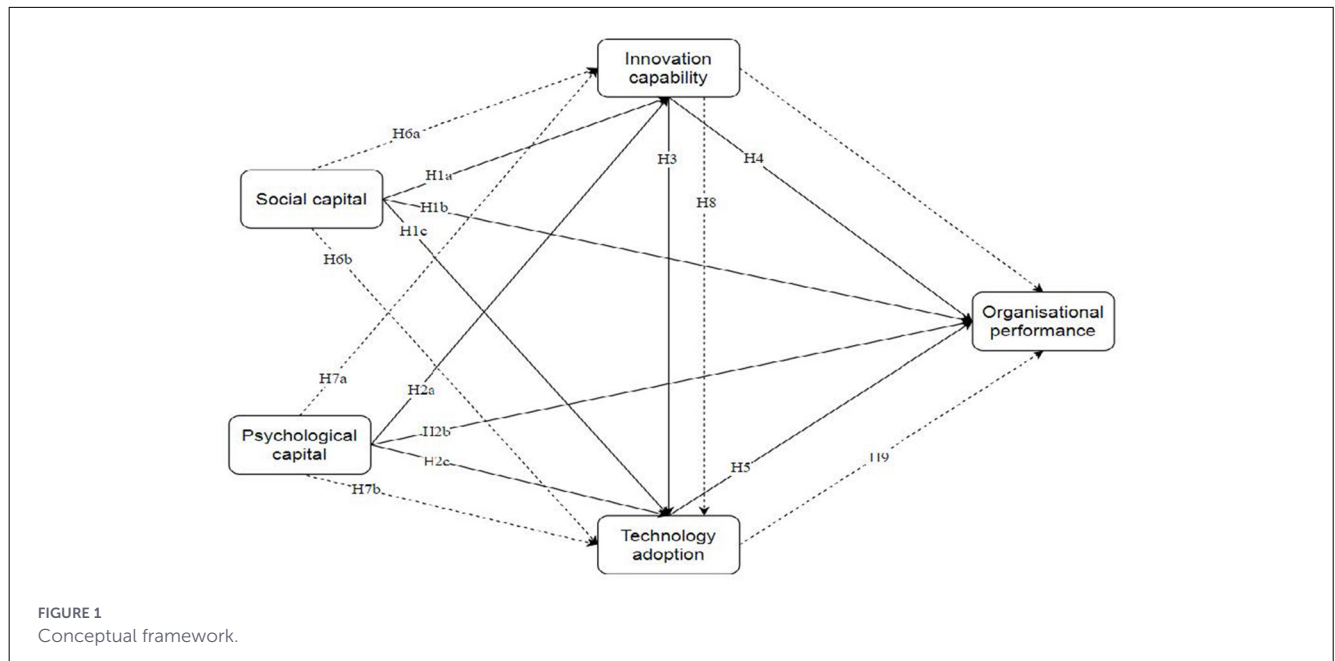 Innovation
capability
H6a
H3
H4
H1a
Social capital
H1b
H8
H1c
H6b
Organisational
performance
H7a
H2a
Psychological
capital
H2b
H2c
H5
H9
H7b
Technology
adoption
FIGURE 1
Conceptual framework.